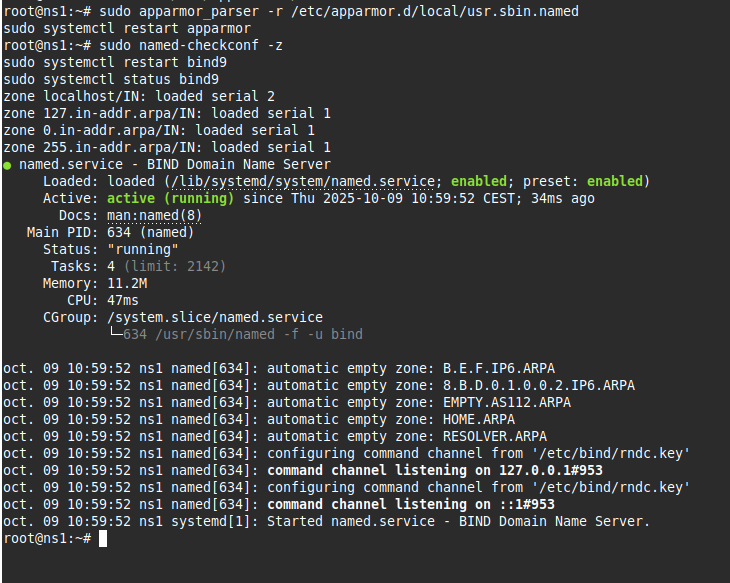 root@ns1:~# sudo apparmor_parser -r /etc/apparmor.d/local/usr.sbin.named
sudo systemctl restart apparmor
root@ns1:~# sudo named-checkconf -z
sudo systemctl restart bind9
sudo systemctl status bind9
zone localhost/IN: loaded serial 2
zone 127.in-addr.arpa/IN: loaded serial 1
zone 0.in-addr.arpa/IN: loaded serial 1
zone 255.in-addr.arpa/IN: loaded serial 1
● named.service - BIND Domain Name Server
     Loaded: loaded (/lib/systemd/system/named.service; enabled; preset: enabled)
     Active: active (running) since Thu 2025-10-09 10:59:52 CEST; 34ms ago
       Docs: man:named(8)
   Main PID: 634 (named)
     Status: "running"
      Tasks: 4 (limit: 2142)
     Memory: 11.2M
        CPU: 47ms
     CGroup: /system.slice/named.service
             └─634 /usr/sbin/named -f -u bind
oct. 09 10:59:52 ns1 named[634]: automatic empty zone: B.E.F.IP6.ARPA
oct. 09 10:59:52 ns1 named[634]: automatic empty zone: 8.B.D.0.1.0.0.2.IP6.ARPA
oct. 09 10:59:52 ns1 named[634]: automatic empty zone: EMPTY.AS112.ARPA
oct. 09 10:59:52 ns1 named[634]: automatic empty zone: HOME.ARPA
oct. 09 10:59:52 ns1 named[634]: automatic empty zone: RESOLVER.ARPA
oct. 09 10:59:52 ns1 named[634]: configuring command channel from '/etc/bind/rndc.key'
oct. 09 10:59:52 ns1 named[634]: command channel listening on 127.0.0.1#953
oct. 09 10:59:52 ns1 named[634]: configuring command channel from '/etc/bind/rndc.key'
oct. 09 10:59:52 ns1 named[634]: command channel listening on ::1#953
oct. 09 10:59:52 ns1 systemd[1]: Started named.service - BIND Domain Name Server.
root@ns1:~#